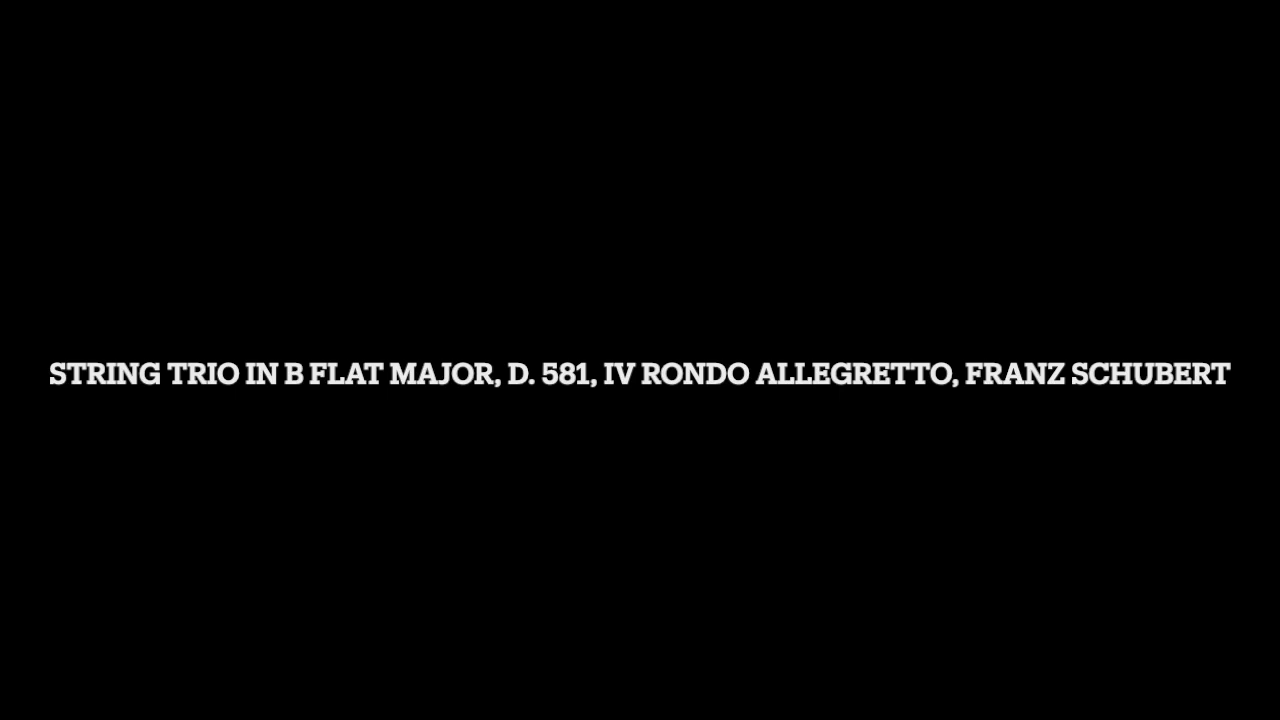 STRING TRIO IN B FLAT MAJOR, D. 581, IV RONDO ALLEGRETTO, FRANZ SCHUBERT